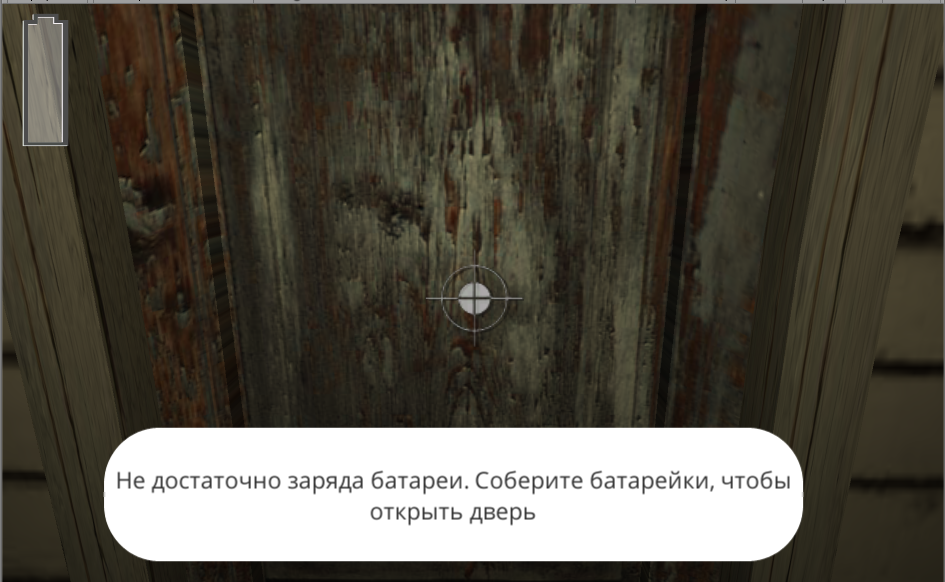 Не достаточно заряда батареи. Соберите батарейки, чтобы
открыть дверь